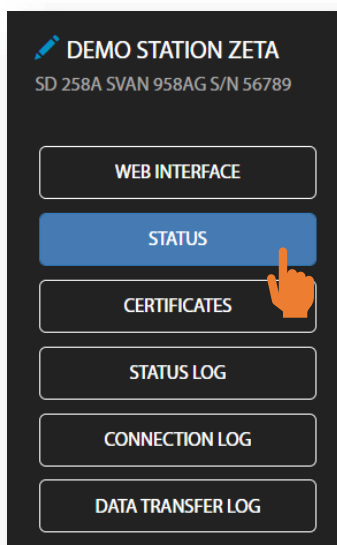 DEMO STATION ZETA
SD 258A SVAN 958AG S/N 56789
WEB INTERFACE
STATUS
CERTIFICATES
STATUS LOG
CONNECTION LOG
DATA TRANSFER LOG